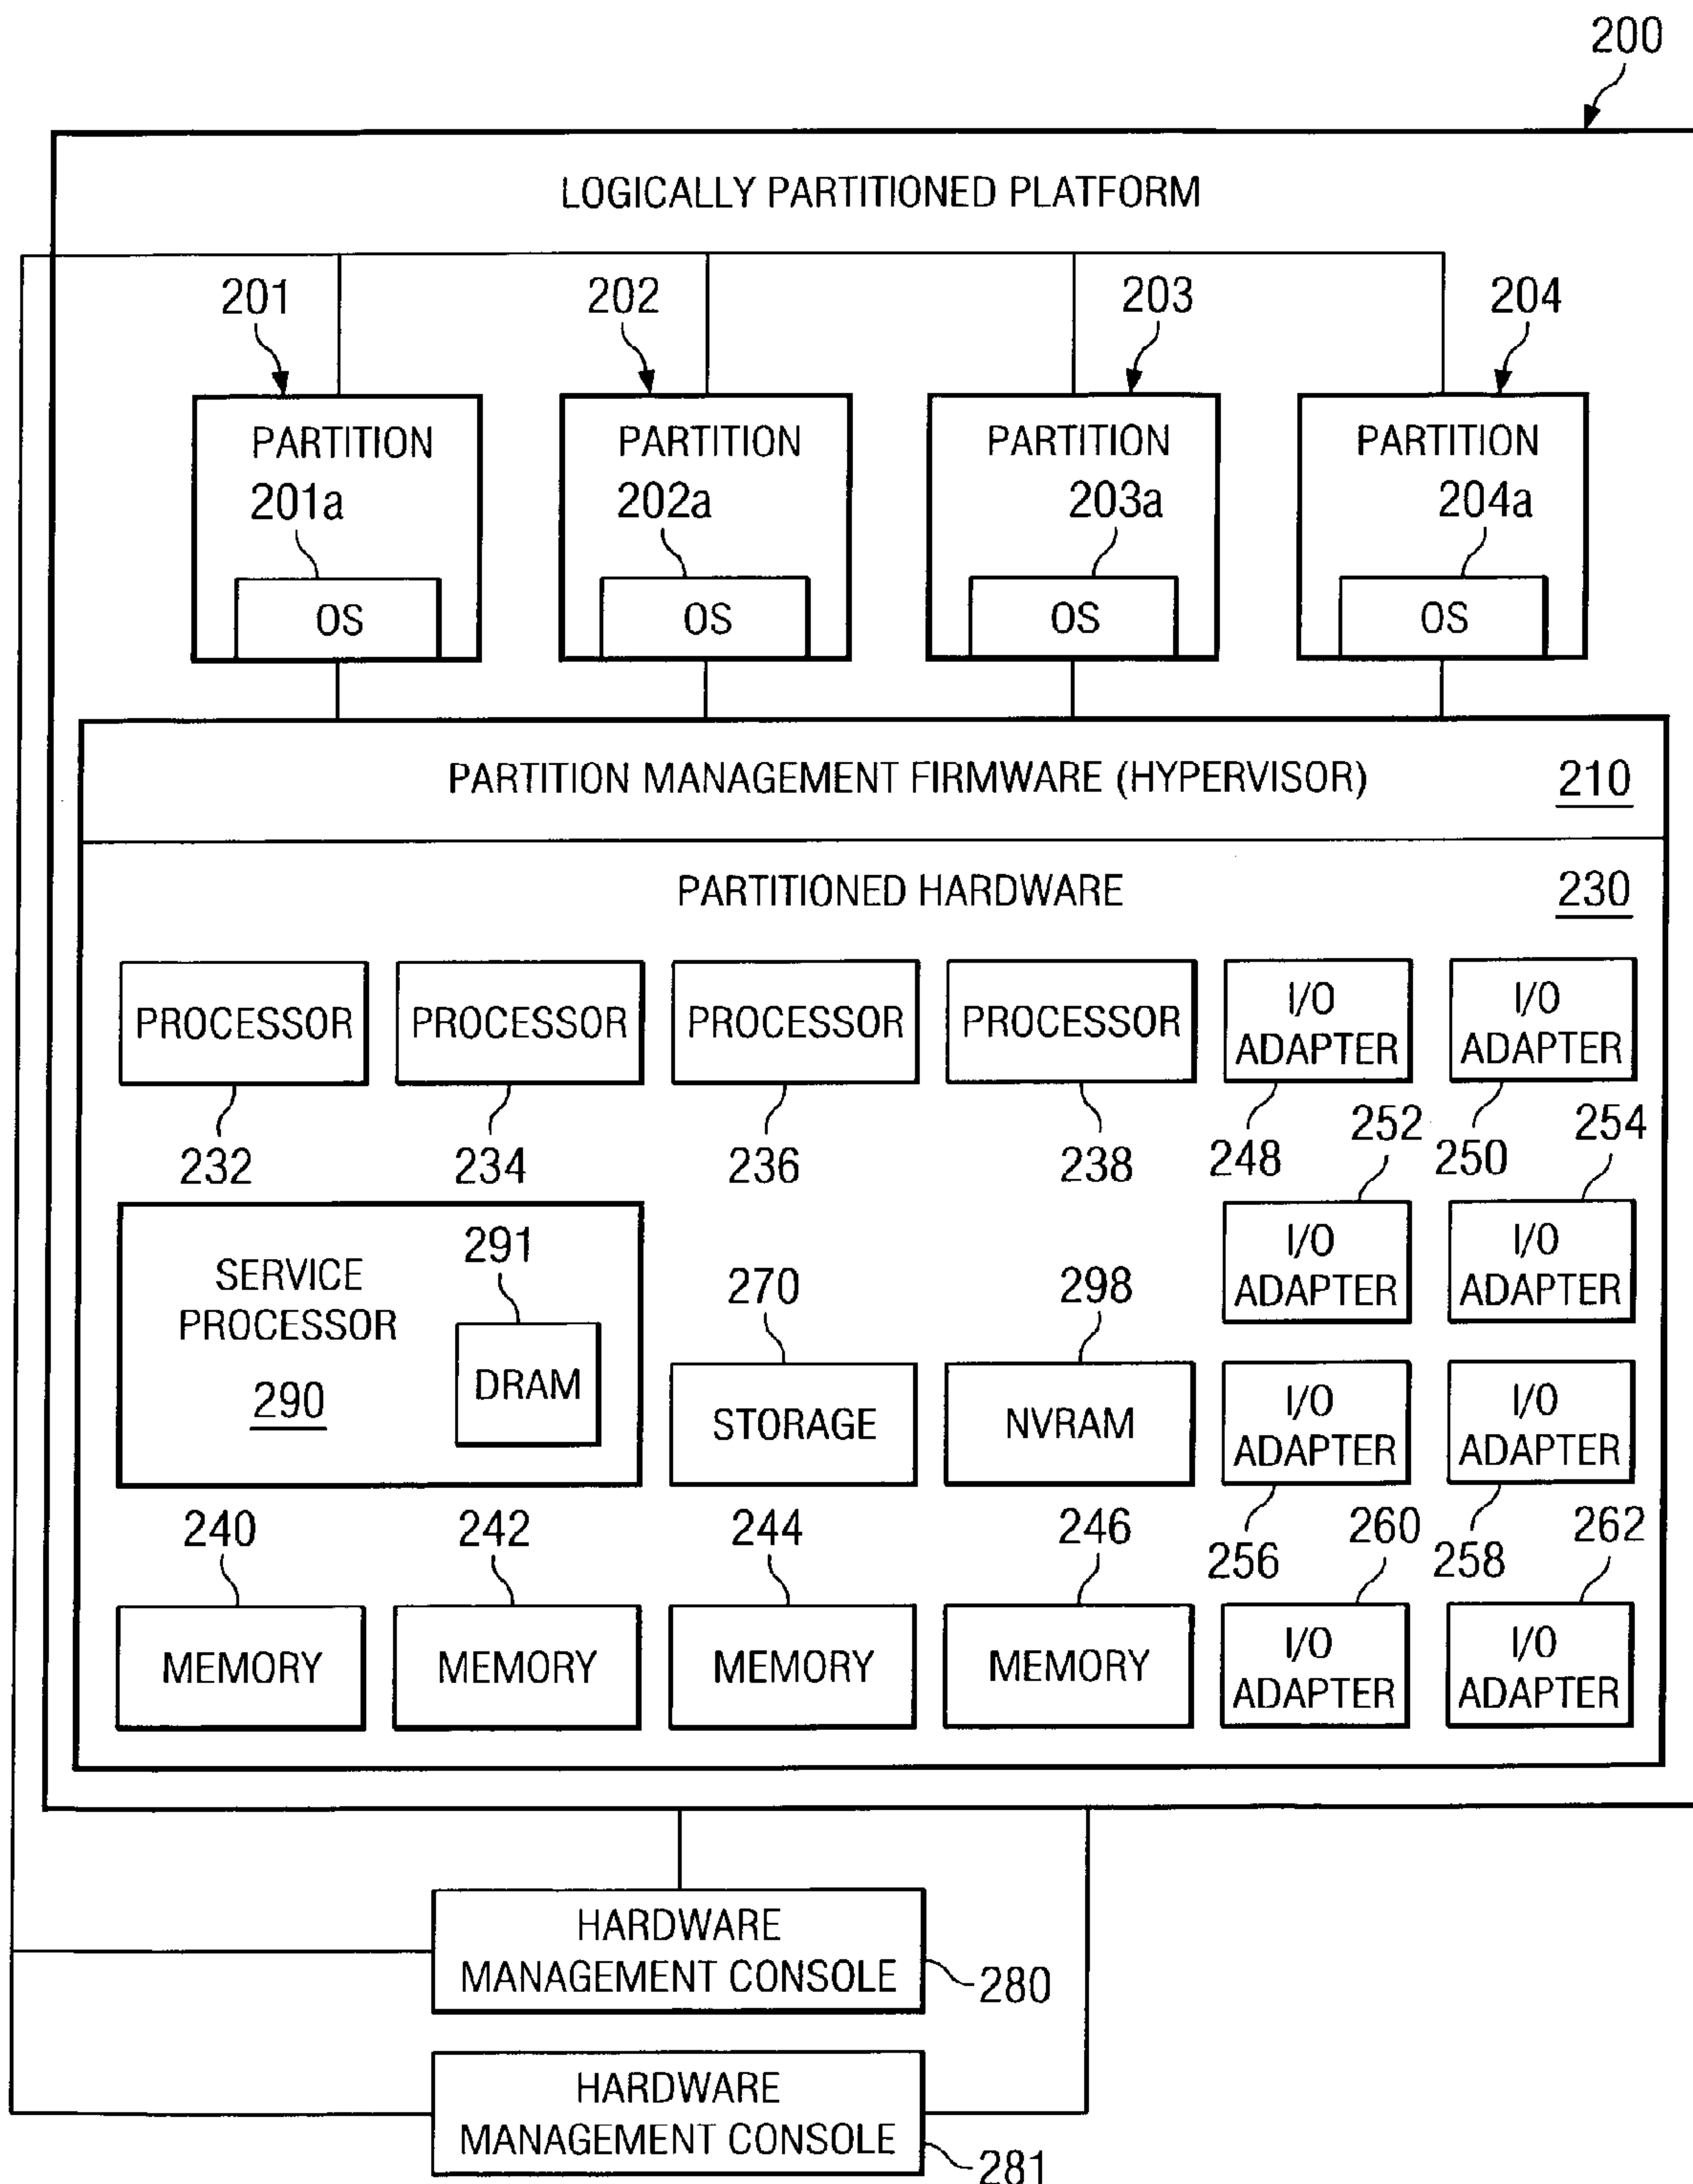 200
LOGICALLY PARTITIONED PLATFORM
201 202 203 204
PARTITION PARTITION PARTITION PARTITION
201a 202a 203a 204a
OS OS OS OS
PARTITION MANAGEMENT FIRMWARE (HYPERVISOR) 210
PARTITIONED HARDWARE 230
PROCESSOR PROCESSOR PROCESSOR PROCESSOR
I/O ADAPTER
I/O ADAPTER
232 234 236 238 248 252 250 254
SERVICE
PROCESSOR
290
291
DRAM
270
STORAGE
298
NVRAM
I/O ADAPTER
I/O ADAPTER
I/O ADAPTER
I/O ADAPTER
240 242 244 246 256 260 258 262
MEMORY MEMORY MEMORY MEMORY
I/O ADAPTER
I/O ADAPTER
HARDWARE
MANAGEMENT CONSOLE
280
HARDWARE
MANAGEMENT CONSOLE
281